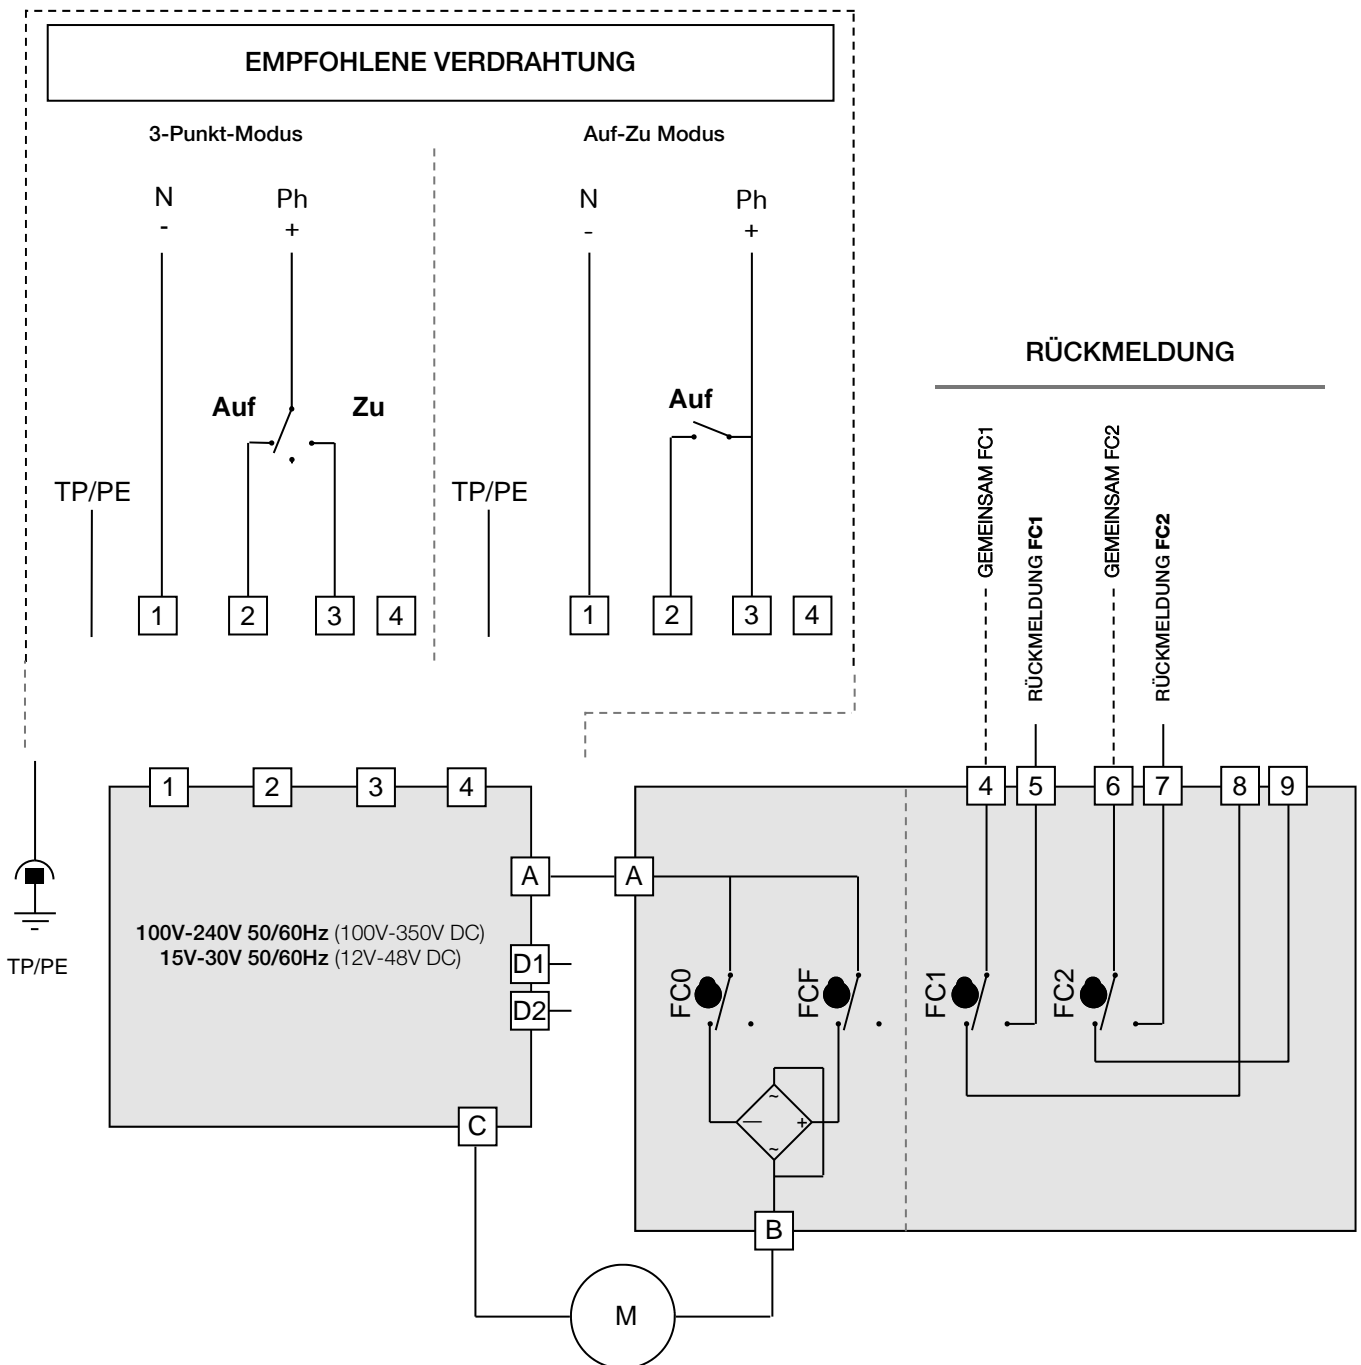 EMPFOHLENE VERDRAHTUNG
3-Punkt-Modus
Auf-Zu Modus
N
Ph
N
Ph
-
+
-
+
Auf
Zu
Auf
TP/PE
TP/PE
1
2
3
4
1
2
3
4
RÜCKMELDUNG
GEMEINSAM FC1
RÜCKMELDUNG FC1
GEMEINSAM FC2
RÜCKMELDUNG FC2
1
2
3
4
4
5
6
7
8
9
A
A
100V-240V 50/60Hz (100V-350V DC)
15V-30V 50/60Hz (12V-48V DC)
D1
D2
TP/PE
FC0
FCF
FC1
FC2
~
—
+
~
C
B
M